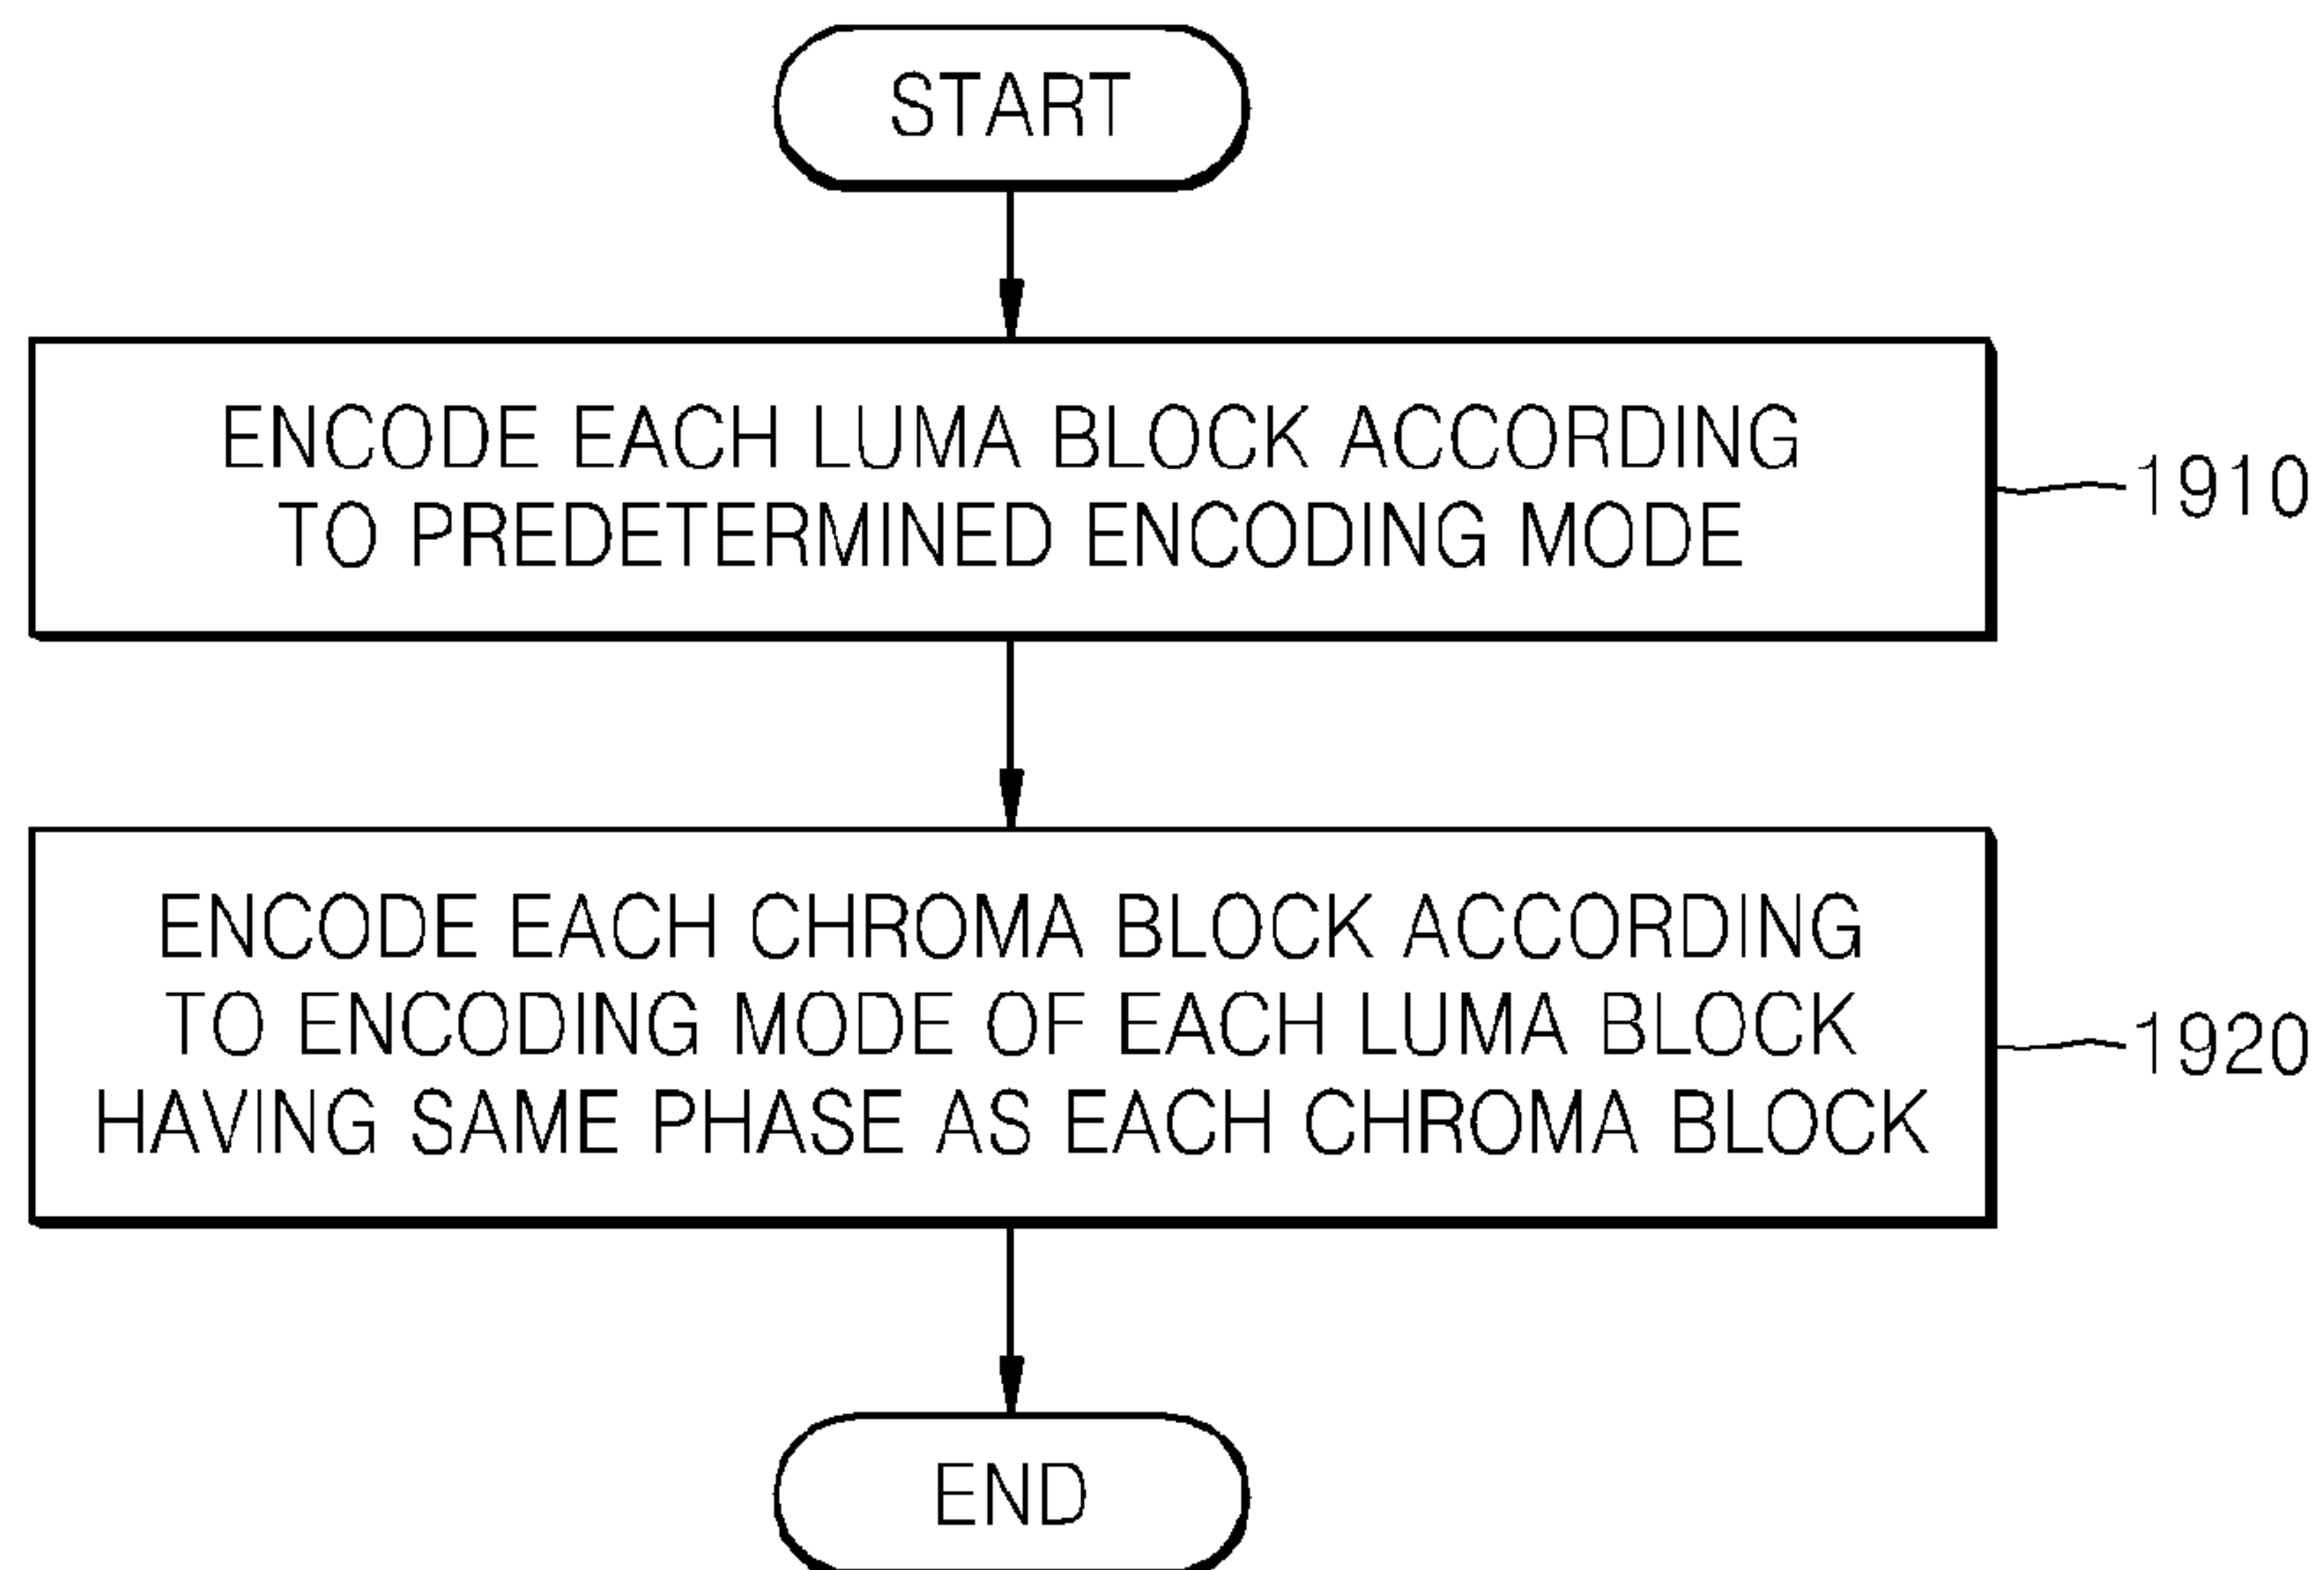 START
ENCODE EACH LUMA BLOCK ACCORDING
TO PREDETERMINED ENCODING MODE
1910
ENCODE EACH CHROMA BLOCK ACCORDING
TO ENCODING MODE OF EACH LUMA BLOCK
HAVING SAME PHASE AS EACH CHROMA BLOCK
1920
END